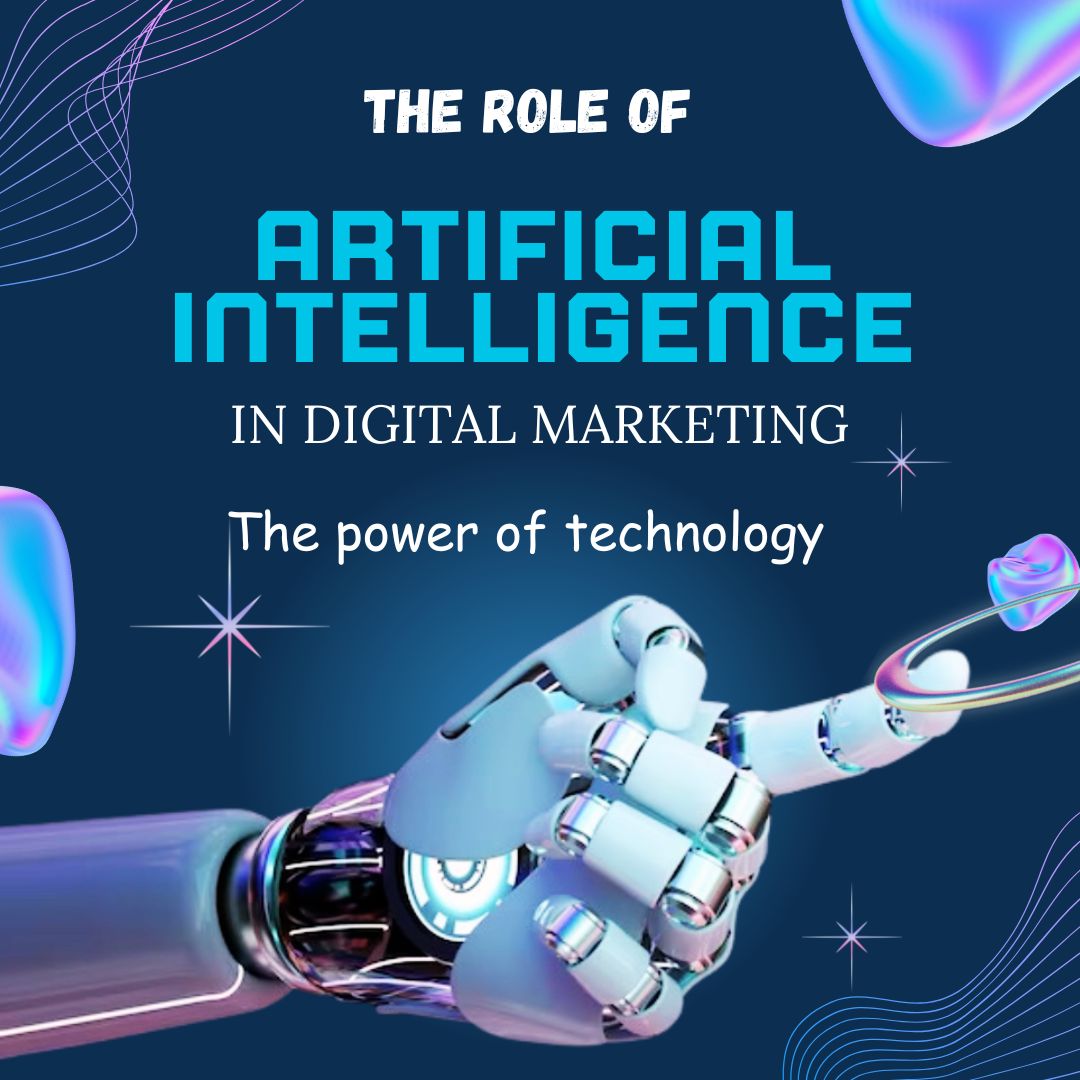 THE ROLE OF
ARTIFICIAL
INTELLIGENCE
IN DIGITAL MARKETING
The power of technology